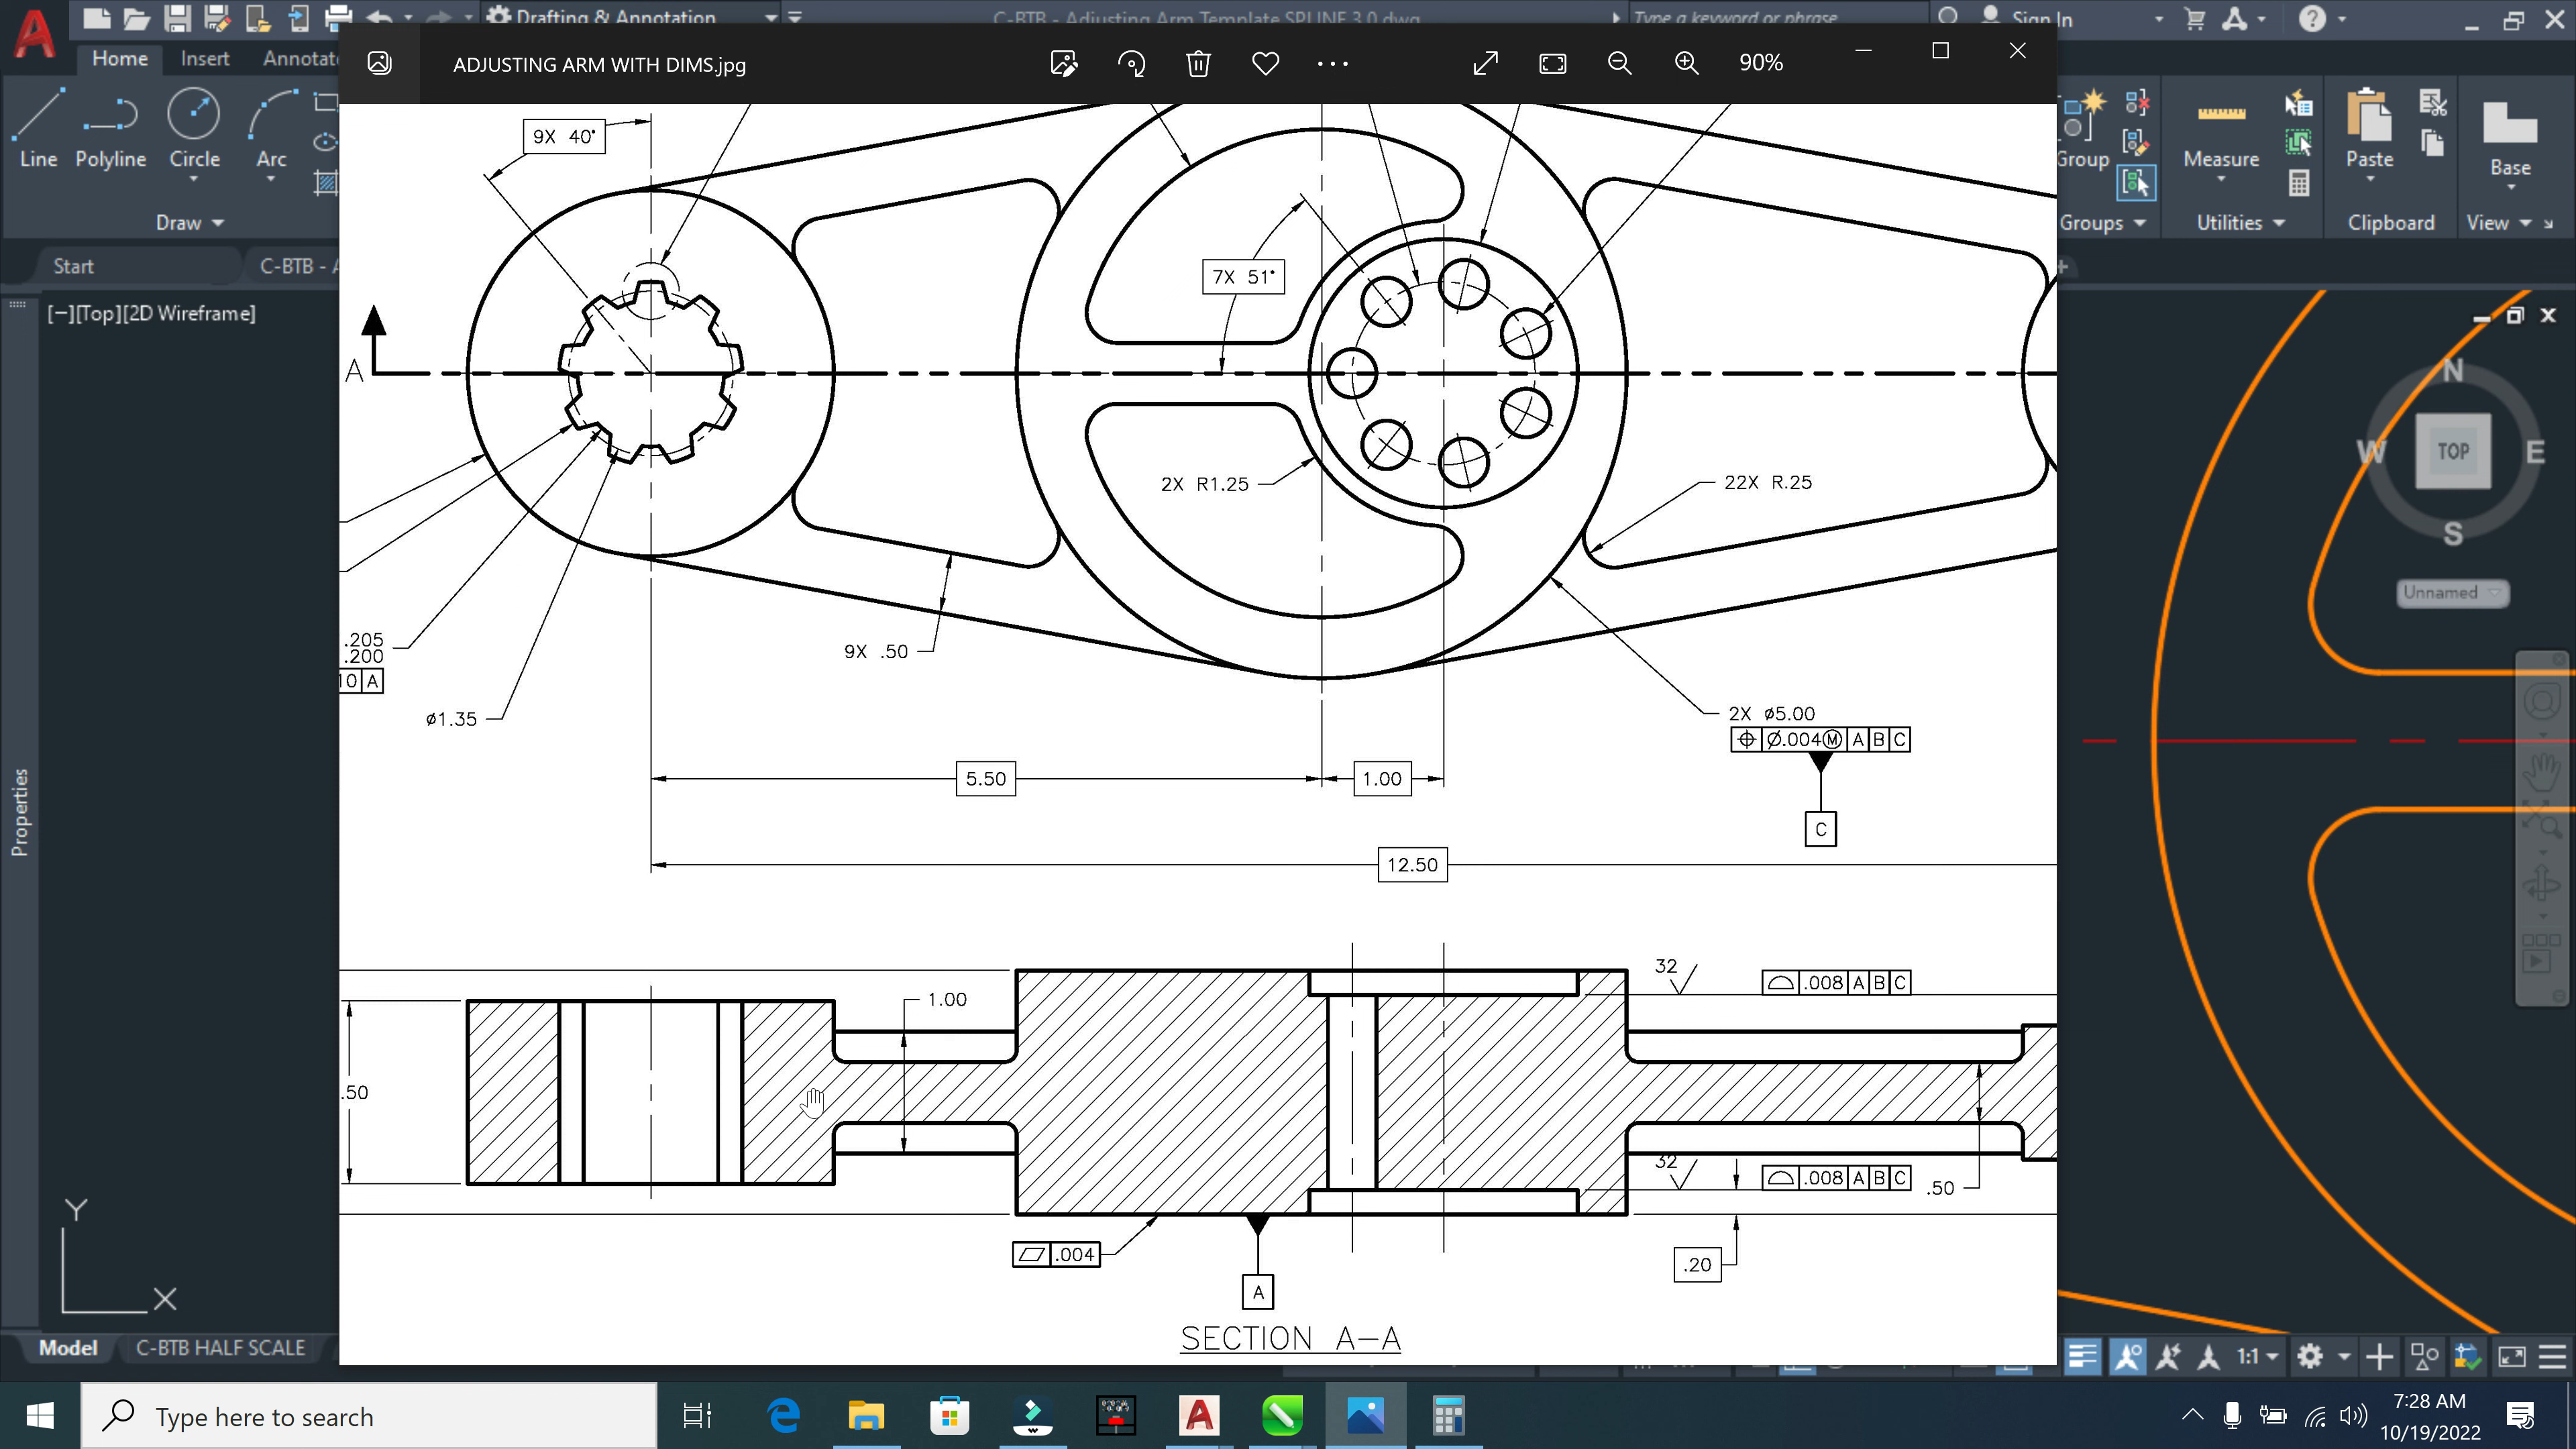 Drafting & Annotation
C-BTB - Adjusting Arm Template SPLINE 3.0.dwg
Type a keyword or phrase
Sign In
Home
Insert
ADJUSTING ARM WITH DIMS.jpg
90%
Line
Polyline
Circle
Arc
Draw
Group
Measure
Paste
Base
Groups
Utilities
Clipboard
View
Start
C-BTB -
[−][Top][2D Wireframe]
9X 40°
7X 51°
A
2X R1.25
22X R.25
.205
.200
A
9X .50
ø1.35
2X ø5.00
Ø.004Ⓜ A B C
C
5.50
1.00
12.50
32
.008 A B C
1.00
.50
32
.008 A B C
.50
.004
.20
A
SECTION A-A
N
W
TOP
E
S
Unnamed
Properties
Y
X
Model
C-BTB HALF SCALE
1:1
Type here to search
7:28 AM
10/19/2022